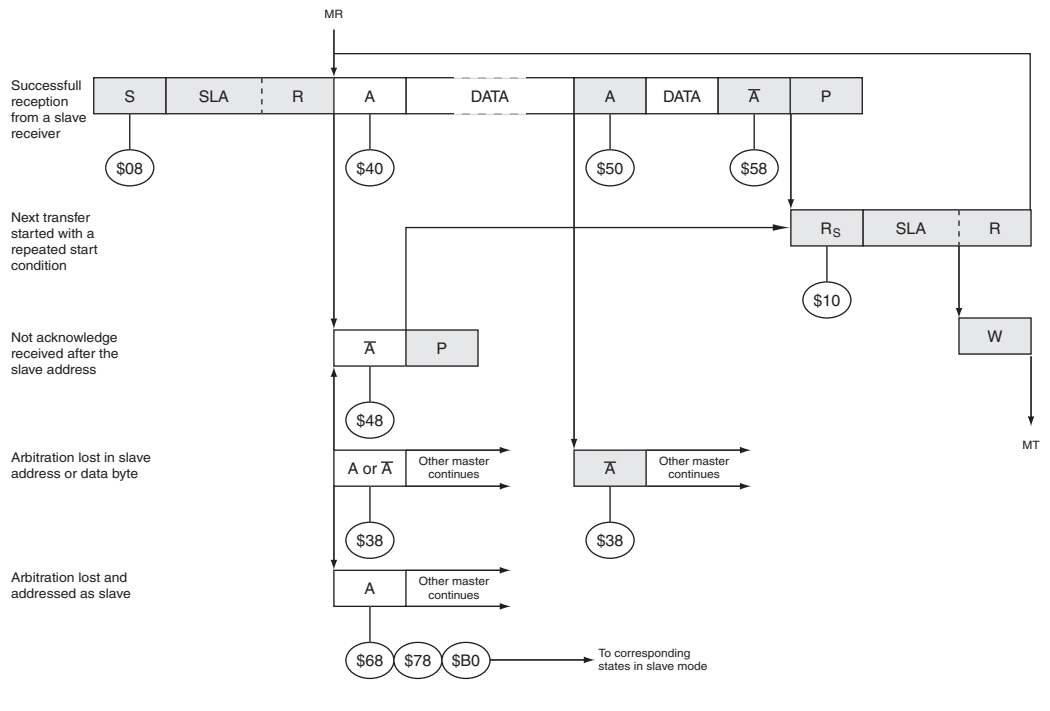 MR
Successfull
reception
from a slave
receiver
S SLA R A DATA A DATA A̅ P
$08 $40 $50 $58
Next transfer
started with a
repeated start
condition
RS SLA R
$10
Not acknowledge
received after the
slave address
A̅ P
W
$48
MT
Arbitration lost in slave
address or data byte
A or A̅
Other master
continues
A̅
Other master
continues
$38 $38
Arbitration lost and
addressed as slave
A
Other master
continues
$68 $78 $B0
To corresponding
states in slave mode